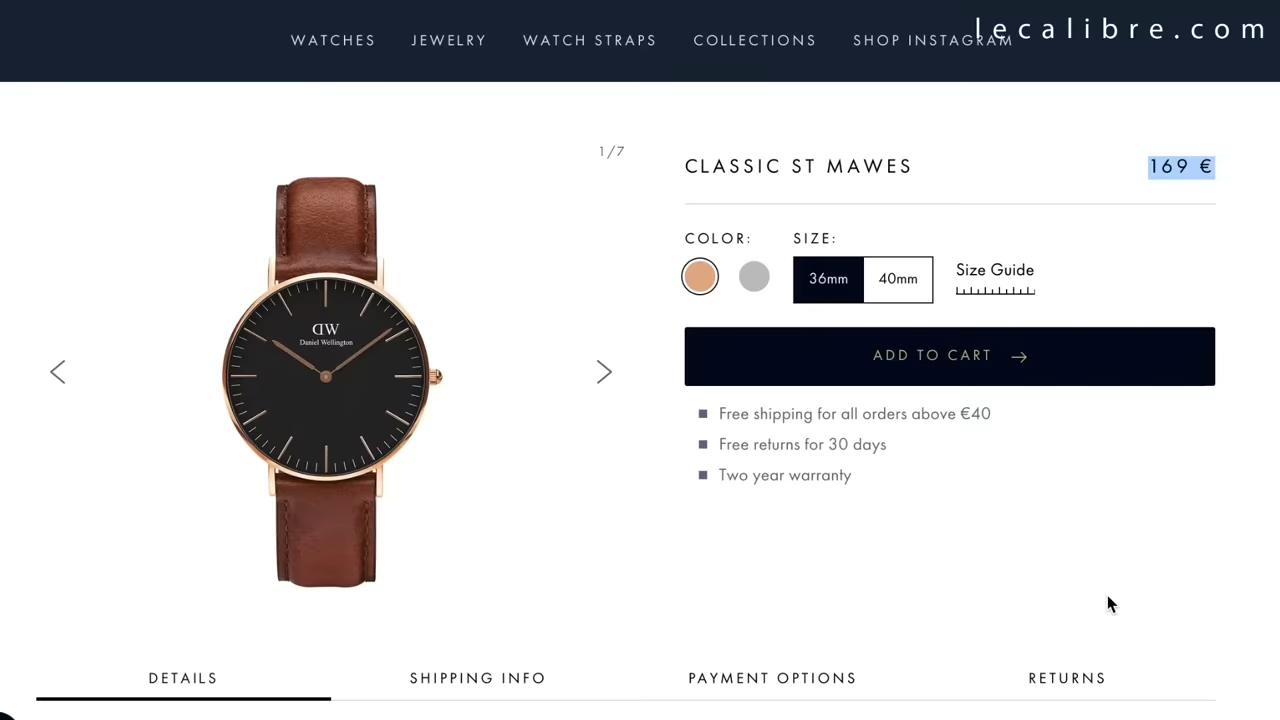 WATCHES JEWELRY WATCH STRAPS COLLECTIONS SHOP INSTAGRAM
lecalibre.com
1/7
CLASSIC ST MAWES 169 €
COLOR: SIZE:
36mm 40mm Size Guide
DW
Daniel Wellington
ADD TO CART →
Free shipping for all orders above €40
Free returns for 30 days
Two year warranty
DETAILS SHIPPING INFO PAYMENT OPTIONS RETURNS